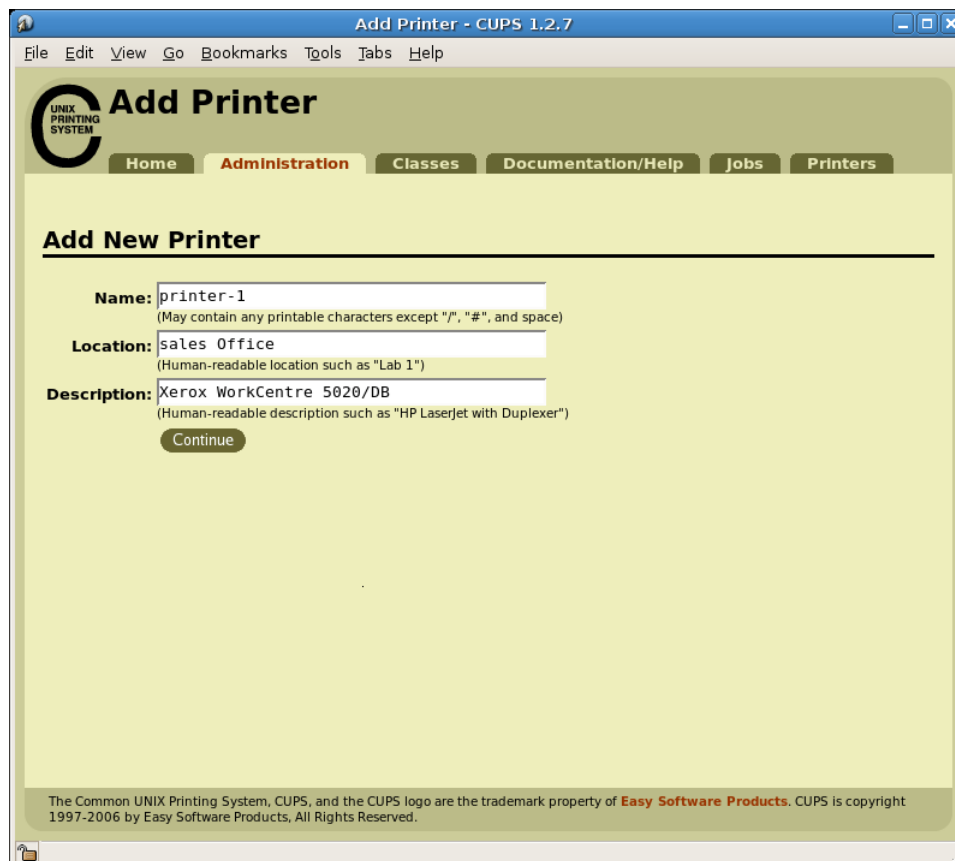 Add Printer - CUPS 1.2.7
File Edit View Go Bookmarks Tools Tabs Help
UNIX
PRINTING
SYSTEM
Add Printer
Home Administration Classes Documentation/Help Jobs Printers
Add New Printer
Name: printer-1
(May contain any printable characters except "/", "#", and space)
Location: sales Office
(Human-readable location such as "Lab 1")
Description: Xerox WorkCentre 5020/DB
(Human-readable description such as "HP LaserJet with Duplexer")
Continue
The Common UNIX Printing System, CUPS, and the CUPS logo are the trademark property of Easy Software Products. CUPS is copyright
1997-2006 by Easy Software Products, All Rights Reserved.